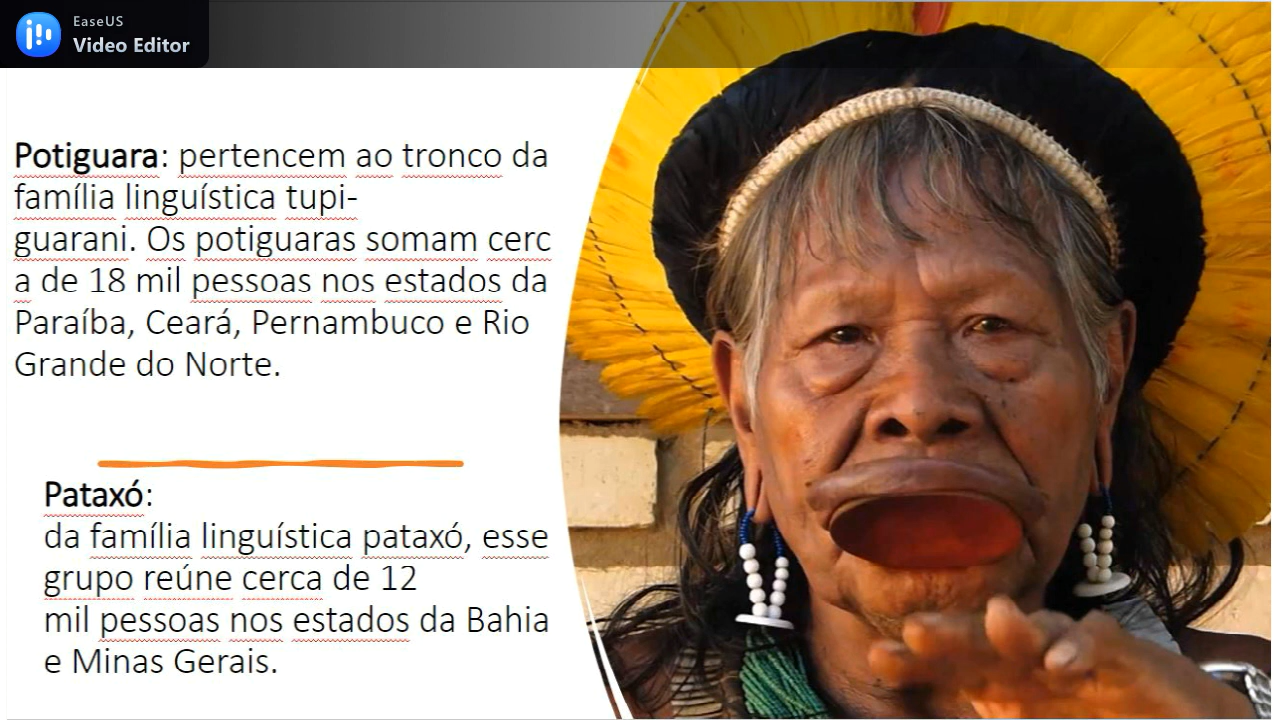 EaseUS
Video Editor
Potiguara: pertencem ao tronco da
família linguística tupi-
guarani. Os potiguaras somam cerc
a de 18 mil pessoas nos estados da
Paraíba, Ceará, Pernambuco e Rio
Grande do Norte.
Pataxó:
da família linguística pataxó, esse
grupo reúne cerca de 12
mil pessoas nos estados da Bahia
e Minas Gerais.